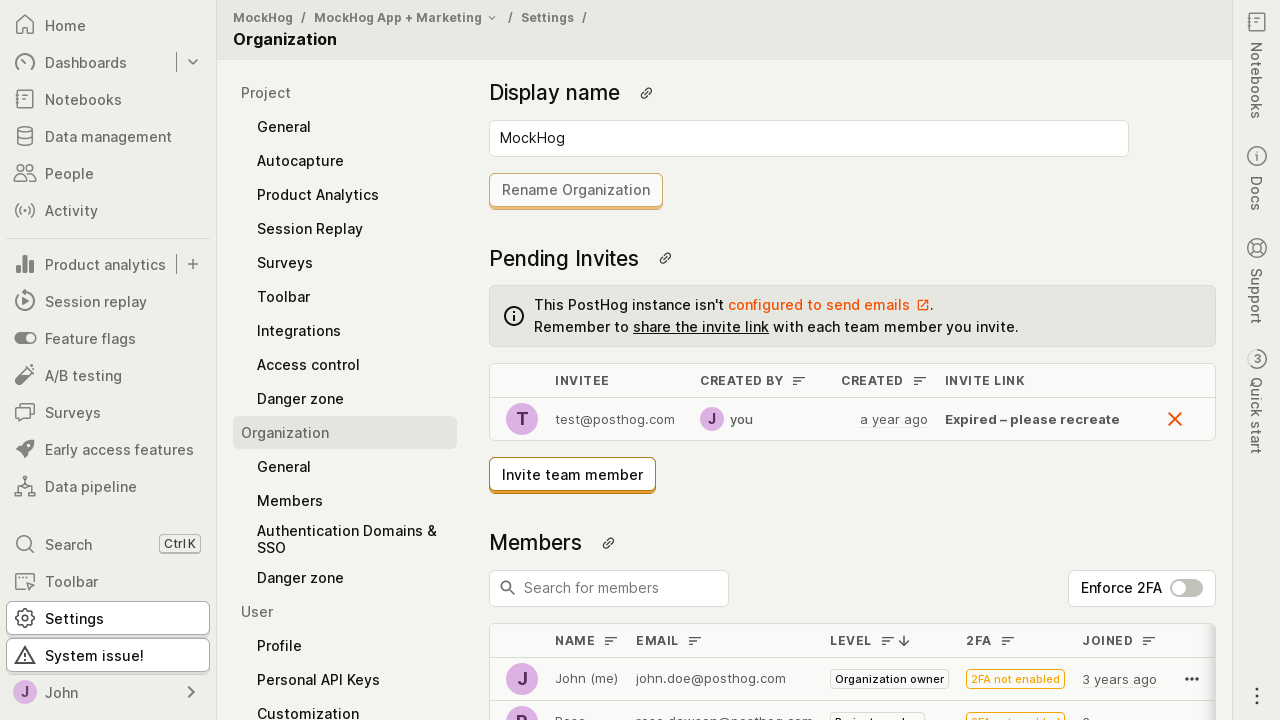 Home
Dashboards
Notebooks
Data management
People
Activity
Product analytics
Session replay
Feature flags
A/B testing
Surveys
Early access features
Data pipeline
Search Ctrl K
Toolbar
Settings
System issue!
J John
MockHog / MockHog App + Marketing / Settings /
Organization
Project
General
Autocapture
Product Analytics
Session Replay
Surveys
Toolbar
Integrations
Access control
Danger zone
Organization
General
Members
Authentication Domains &
SSO
Danger zone
User
Profile
Personal API Keys
Customization
Display name
MockHog
Rename Organization
Pending Invites
This PostHog instance isn't configured to send emails.
Remember to share the invite link with each team member you invite.
INVITEE CREATED BY CREATED INVITE LINK
T test@posthog.com J you a year ago Expired – please recreate
Invite team member
Members
Search for members Enforce 2FA
NAME EMAIL LEVEL 2FA JOINED
J John (me) john.doe@posthog.com Organization owner 2FA not enabled 3 years ago
Notebooks
Docs
Support
3
Quick start